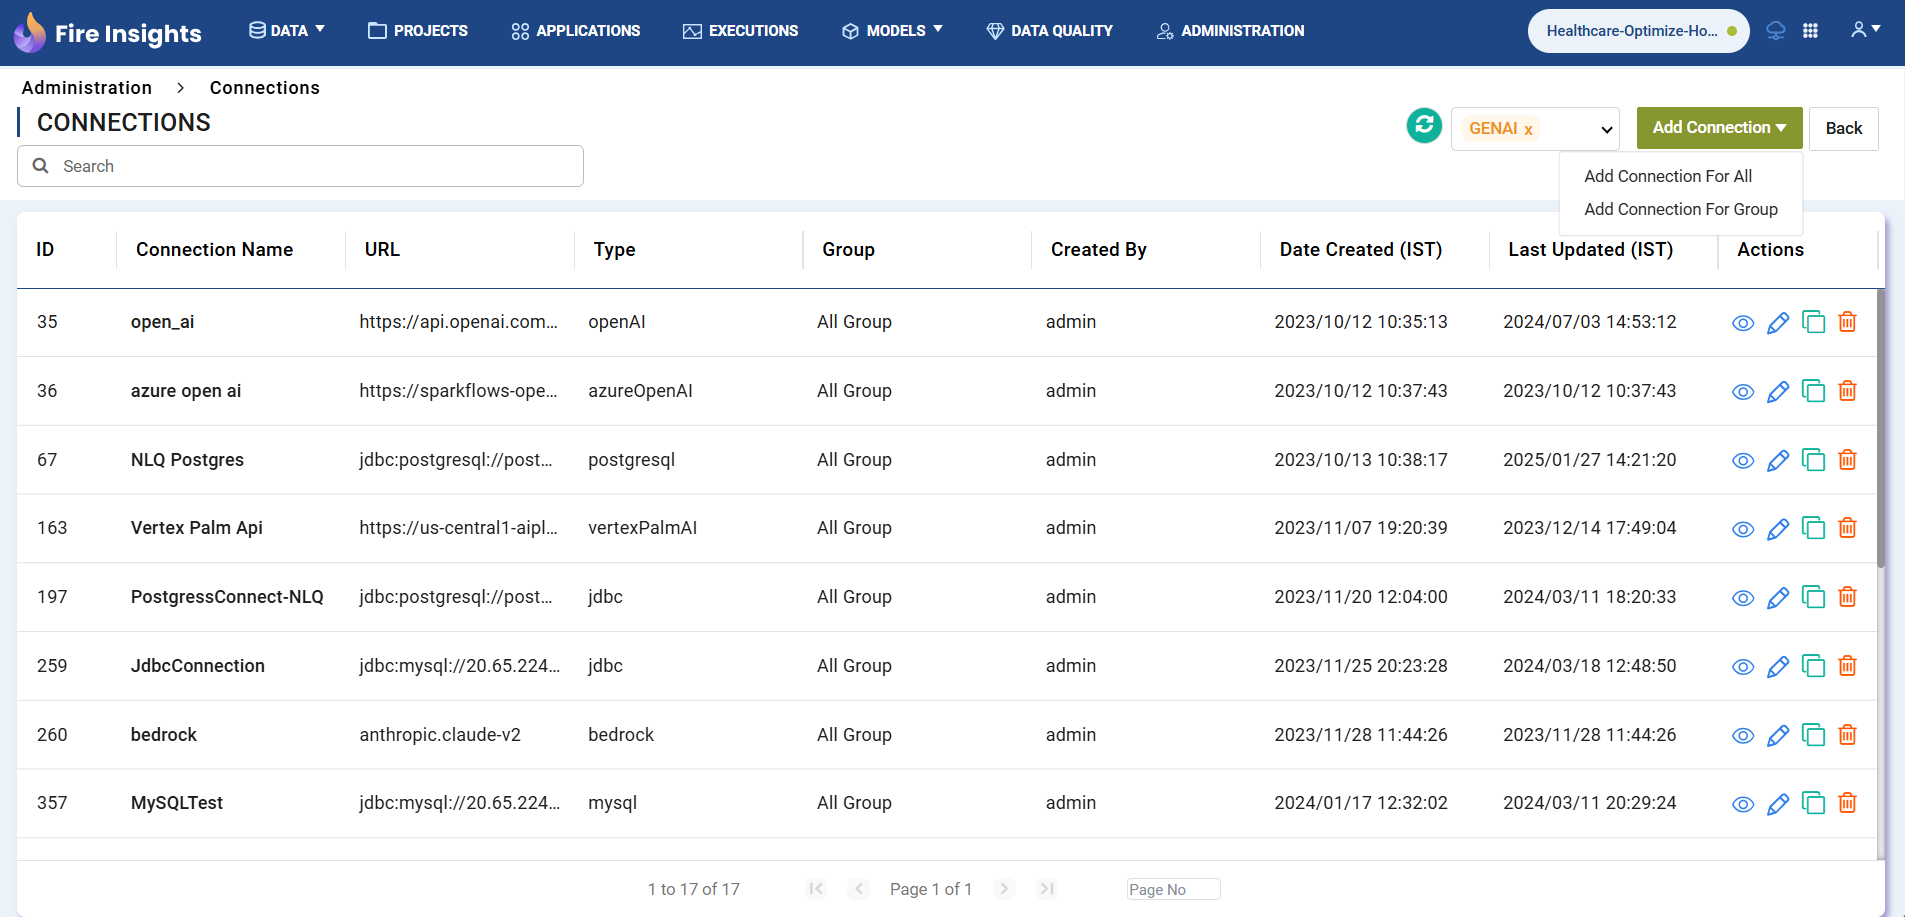 Fire Insights DATA PROJECTS APPLICATIONS EXECUTIONS MODELS DATA QUALITY ADMINISTRATION Healthcare-Optimize-Ho...
Administration > Connections
CONNECTIONS
GENAI x Add Connection Back
Search
Add Connection For All
Add Connection For Group
ID Connection Name URL Type Group Created By Date Created (IST) Last Updated (IST) Actions
35 open_ai https://api.openai.com... openAI All Group admin 2023/10/12 10:35:13 2024/07/03 14:53:12
36 azure open ai https://sparkflows-ope... azureOpenAI All Group admin 2023/10/12 10:37:43 2023/10/12 10:37:43
67 NLQ Postgres jdbc:postgresql://post... postgresql All Group admin 2023/10/13 10:38:17 2025/01/27 14:21:20
163 Vertex Palm Api https://us-central1-aipl... vertexPalmAI All Group admin 2023/11/07 19:20:39 2023/12/14 17:49:04
197 PostgressConnect-NLQ jdbc:postgresql://post... jdbc All Group admin 2023/11/20 12:04:00 2024/03/11 18:20:33
259 JdbcConnection jdbc:mysql://20.65.224... jdbc All Group admin 2023/11/25 20:23:28 2024/03/18 12:48:50
260 bedrock anthropic.claude-v2 bedrock All Group admin 2023/11/28 11:44:26 2023/11/28 11:44:26
357 MySQLTest jdbc:mysql://20.65.224... mysql All Group admin 2024/01/17 12:32:02 2024/03/11 20:29:24
1 to 17 of 17 Page 1 of 1 Page No